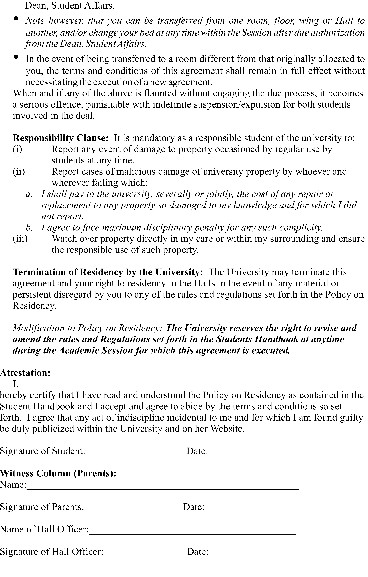 Dean, Student Affairs.
• Note however, that you can be transferred from one room, floor, wing or Hall to
another, and/or change your bed at any time within the Session after due authorization
from the Dean, Student Affairs.
• In the event of being transferred to a room different from that originally allocated to
you, the terms and conditions of this agreement shall remain in full effect without
necessitating the execution of a new agreement.
When and if any of the above is flaunted without engaging the due process, it becomes
a serious offence, punishable with indefinite suspension/expulsion for both students
involved in the deal.
Responsibility Clause: It is mandatory as a responsible student of the university to:
(i) Report any event of damage to property occasioned by regular use by
students at any time.
(ii) Report cases of malicious damage of university property by whoever and
wherever failing which:
a. I shall pay to the university, severally or jointly, the cost of any repair or
replacement to any property so damaged to my knowledge and for which I did
not report.
b. I agree to face maximum disciplinary penalty for any such complicity.
(iii) Watch over property directly in my care or within my surrounding and ensure
the responsible use of such property.
Termination of Residency by the University: The University may terminate this
agreement and your right to residency in the Halls in the event of any material or
persistent disregard by you to any of the rules and regulations set forth in the Policy on
Residency.
Modification to Policy on Residency: The University reserves the right to revise and
amend the rules and Regulations set forth in the Students Handbook at anytime
during the Academic Session for which this agreement is executed.
Attestation:
I,
hereby certify that I have read and understood the Policy on Residency as contained in the
Student Handbook and I accept and agree to abide by the terms and conditions so set
forth. I agree that any act of indiscipline incidental to me and for which I am found guilty
be duly publicized within the University and on her Website.
Signature of Student: Date:
Witness Column (Parents):
Name:
Signature of Parents: Date:
Name of Hall Officer:
Signature of Hall Officer: Date: